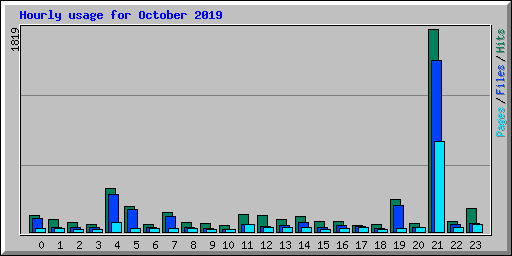 Hourly usage for October 2019
1819
Pages/Files/Hits
0 1 2 3 4 5 6 7 8 9 10 11 12 13 14 15 16 17 18 19 20 21 22 23